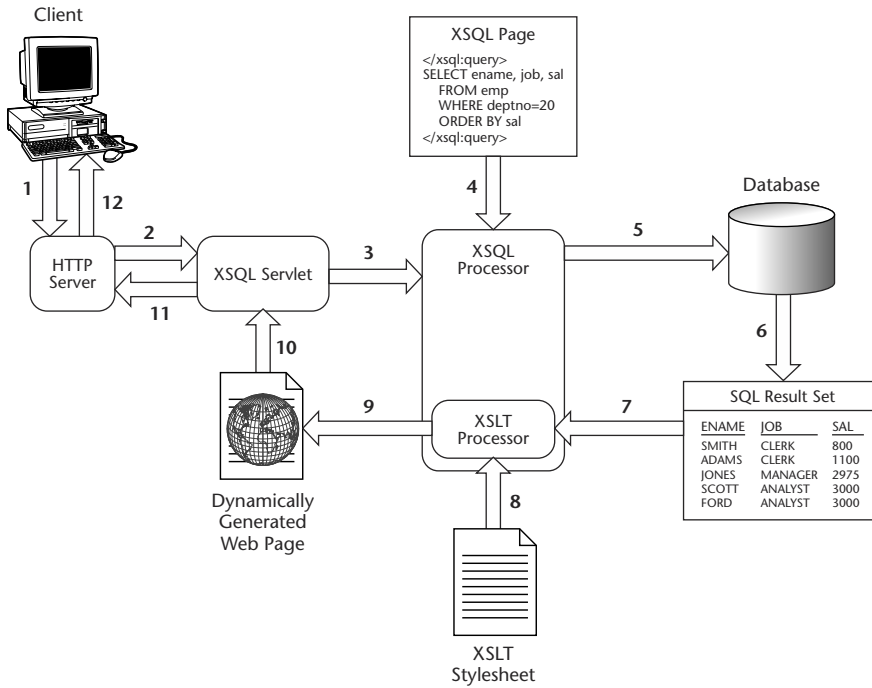 Client
XSQL Page
</xsql:query>
SELECT ename, job, sal
FROM emp
WHERE deptno=20
ORDER BY sal
</xsql:query>
1
12
4
Database
2
HTTP
Server
XSQL Servlet
3
XSQL
Processor
5
11
10
6
9
XSLT
Processor
7
SQL Result Set
ENAME JOB SAL
SMITH CLERK 800
ADAMS CLERK 1100
JONES MANAGER 2975
SCOTT ANALYST 3000
FORD ANALYST 3000
Dynamically
Generated
Web Page
8
XSLT
Stylesheet